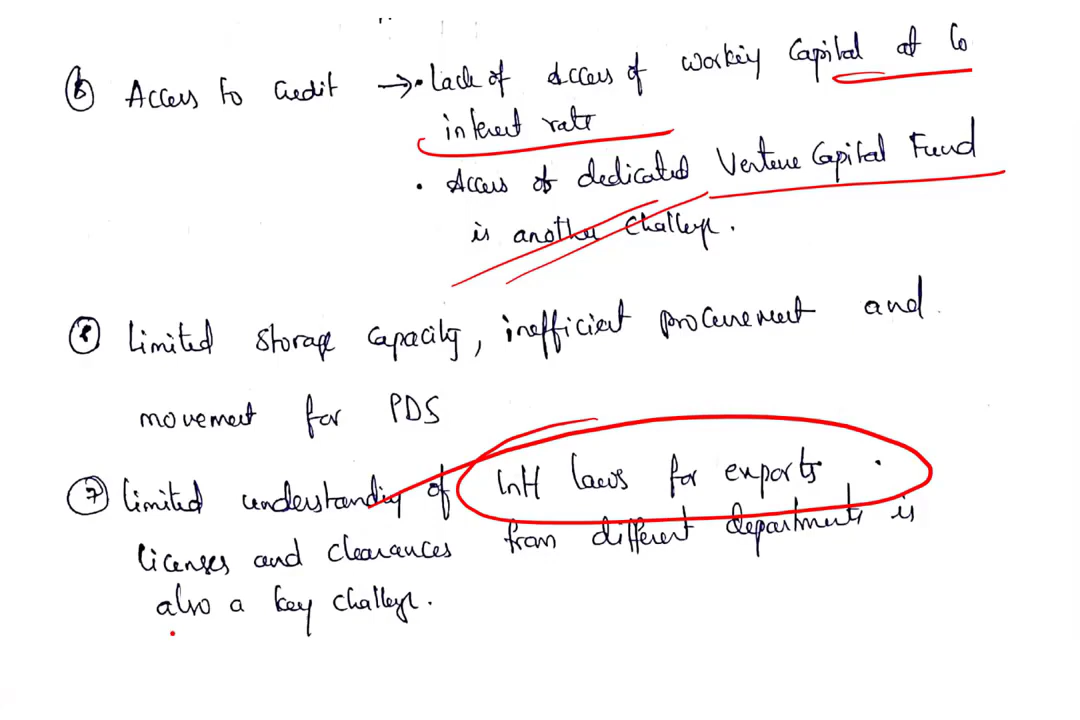 ⑥ Access to Credit → • Lack of Access of working Capital at Lo
interest rate
• Access of dedicated Venture Capital Fund
is another challenge.
⑧ Limited storage capacity, inefficient procurement and
movement for PDS
⑦ Limited understanding of Int laws for exports
licenses and clearances from different departments is
also a key challenge.